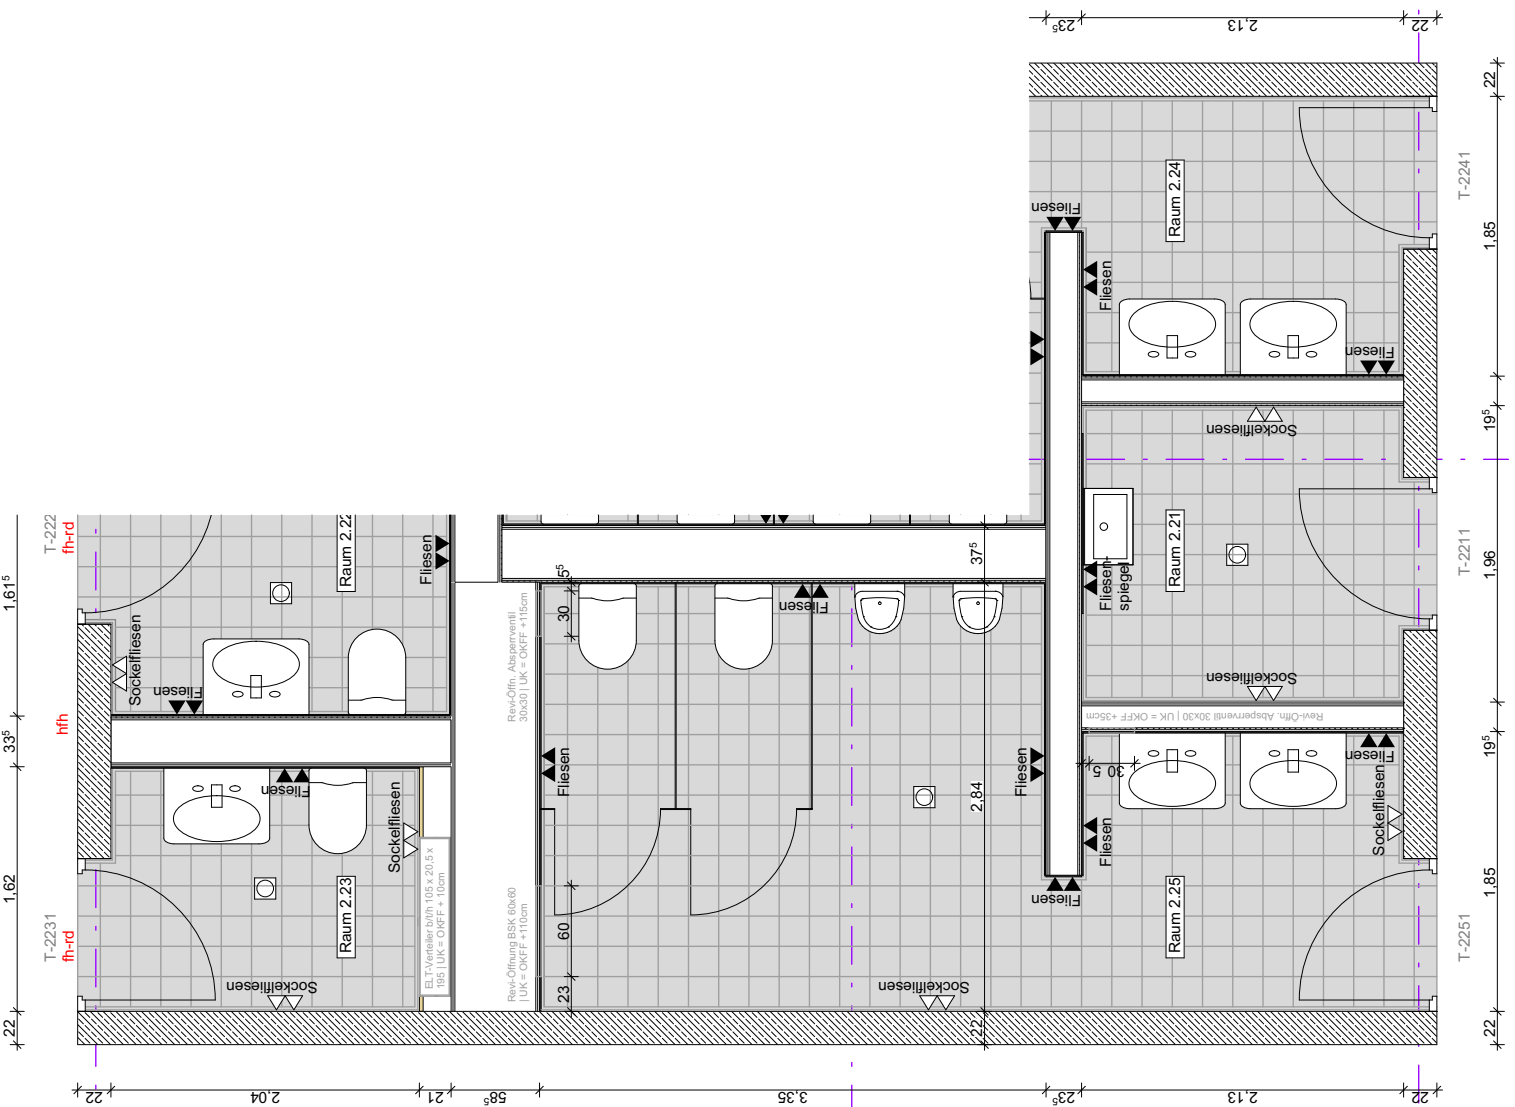 23⁵
2,13
22
22
T-2241
Raum 2.24
Fliesen
Fliesen
1.85
Fliesen
19⁵
Sockelfliesen
T-2211
Raum 2.21
1.96
Fliesen-
spiegel
Sockelfliesen
Revi-Öffn. Absperrventil 30x30 | UK = OKFF +35cm
19⁵
Fliesen
30 5
Sockelfliesen
Fliesen
1.85
Fliesen
Raum 2.25
T-2251
22
T-222
fh-rd
Raum 2.22
Fliesen
1,61⁵
Sockelfliesen
Fliesen
hfh
33⁵
Fliesen
Sockelfliesen
1.62
Raum 2.23
T-2231
fh-rd
ELT-Verteiler b/t/h 105 x 20,5 x
195 | UK = OKFF + 10cm
Sockelfliesen
22
Revi-Öffn. Absperrventil
30x30 | UK = OKFF +115cm
Revi-Öffnung BSK 60x60
| UK = OKFF +110cm
5⁵
30
37⁵
Fliesen
Fliesen
Fliesen
2,84
60
23
Sockelfliesen
22
22
2,04
21
58⁵
3,35
23⁵
2,13
22